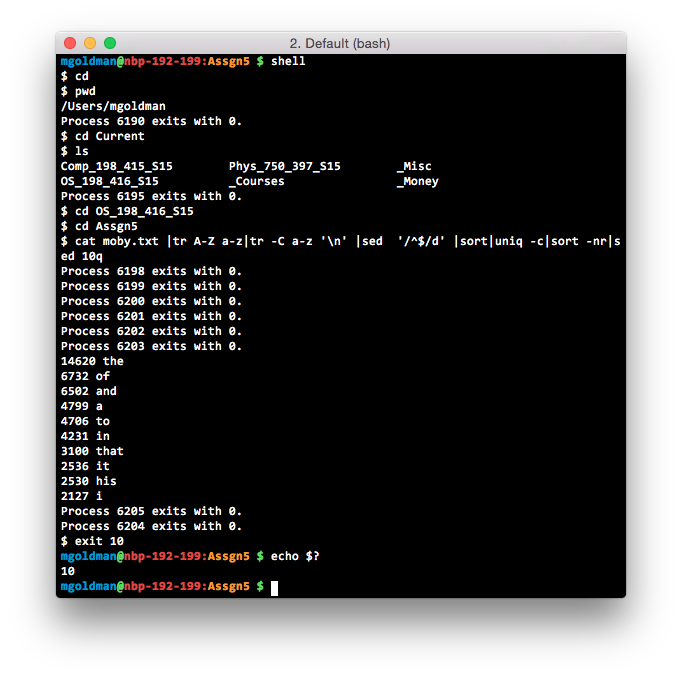 2. Default (bash)
mgoldman@nbp-192-199:Assgn5 $ shell
$ cd
$ pwd
/Users/mgoldman
Process 6190 exits with 0.
$ cd Current
$ ls
Comp_198_415_S15        Phys_750_397_S15        _Misc
OS_198_416_S15          _Courses                _Money
Process 6195 exits with 0.
$ cd OS_198_416_S15
$ cd Assgn5
$ cat moby.txt |tr A-Z a-z|tr -C a-z '\n' |sed  '/^$/d' |sort|uniq -c|sort -nr|s
ed 10q
Process 6198 exits with 0.
Process 6199 exits with 0.
Process 6200 exits with 0.
Process 6201 exits with 0.
Process 6202 exits with 0.
Process 6203 exits with 0.
14620 the
6732 of
6502 and
4799 a
4706 to
4231 in
3100 that
2536 it
2530 his
2127 i
Process 6205 exits with 0.
Process 6204 exits with 0.
$ exit 10
mgoldman@nbp-192-199:Assgn5 $ echo $?
10
mgoldman@nbp-192-199:Assgn5 $